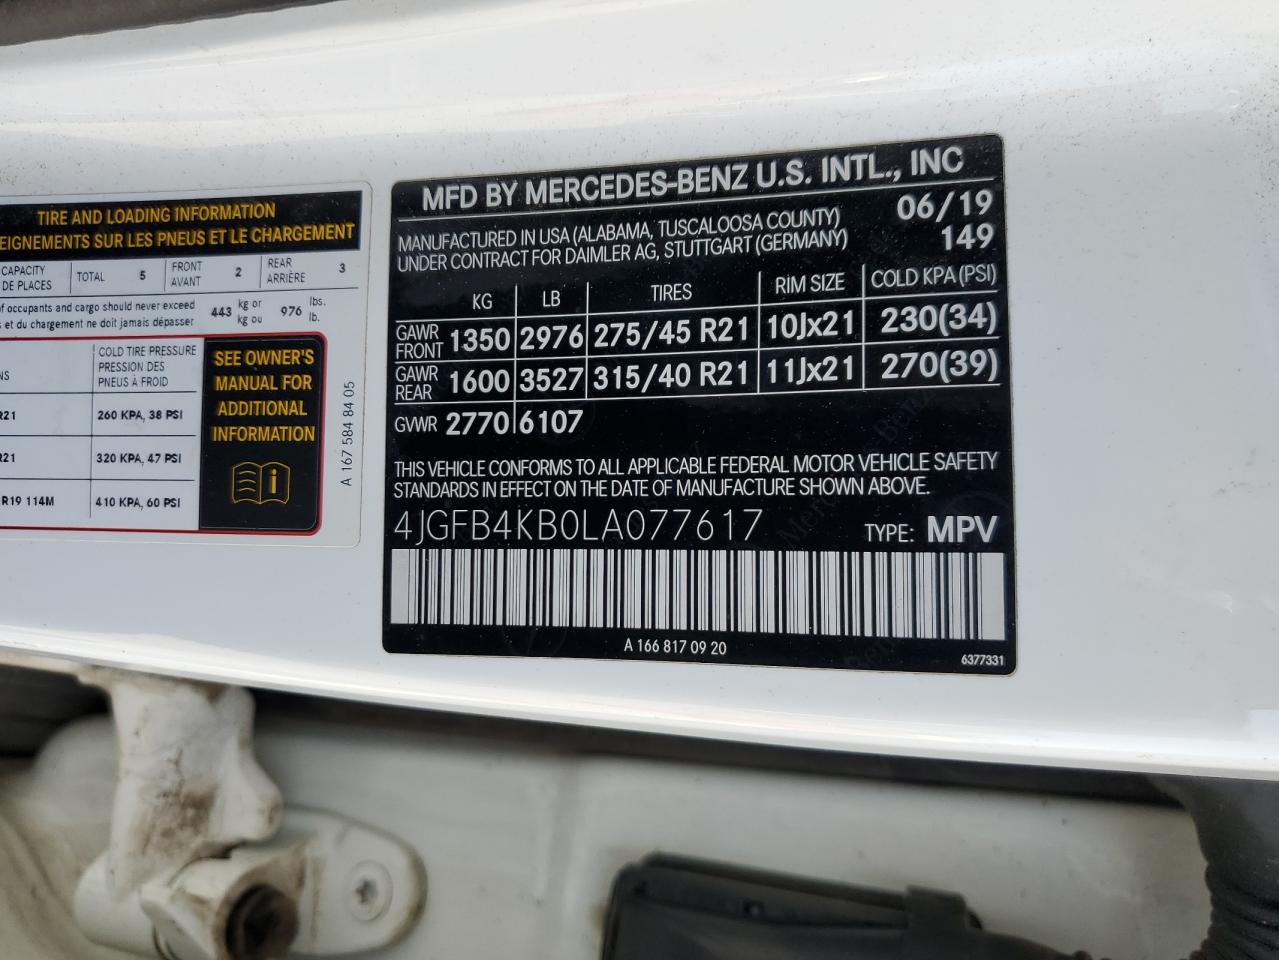 TIRE AND LOADING INFORMATION
EIGNEMENTS SUR LES PNEUS ET LE CHARGEMENT
CAPACITY
DE PLACES
TOTAL 5
FRONT
AVANT
2
REAR
ARRIÈRE
3
of occupants and cargo should never exceed
et du chargement ne doit jamais dépasser
443
kg or
kg ou
976
lbs.
lb.
COLD TIRE PRESSURE
PRESSION DES
PNEUS À FROID
NS
R21 260 KPA, 38 PSI
R21 320 KPA, 47 PSI
R19 114M 410 KPA, 60 PSI
SEE OWNER'S
MANUAL FOR
ADDITIONAL
INFORMATION
i
A 167 584 84 05
MFD BY MERCEDES-BENZ U.S. INTL., INC
MANUFACTURED IN USA (ALABAMA, TUSCALOOSA COUNTY)
UNDER CONTRACT FOR DAIMLER AG, STUTTGART (GERMANY)
06/19
149
KG LB TIRES RIM SIZE COLD KPA (PSI)
GAWR
FRONT
1350 2976 275/45 R21 10Jx21 230(34)
GAWR
REAR
1600 3527 315/40 R21 11Jx21 270(39)
GVWR 2770 6107
THIS VEHICLE CONFORMS TO ALL APPLICABLE FEDERAL MOTOR VEHICLE SAFETY
STANDARDS IN EFFECT ON THE DATE OF MANUFACTURE SHOWN ABOVE.
4JGFB4KB0LA077617 TYPE: MPV
A 166 817 09 20
6377331